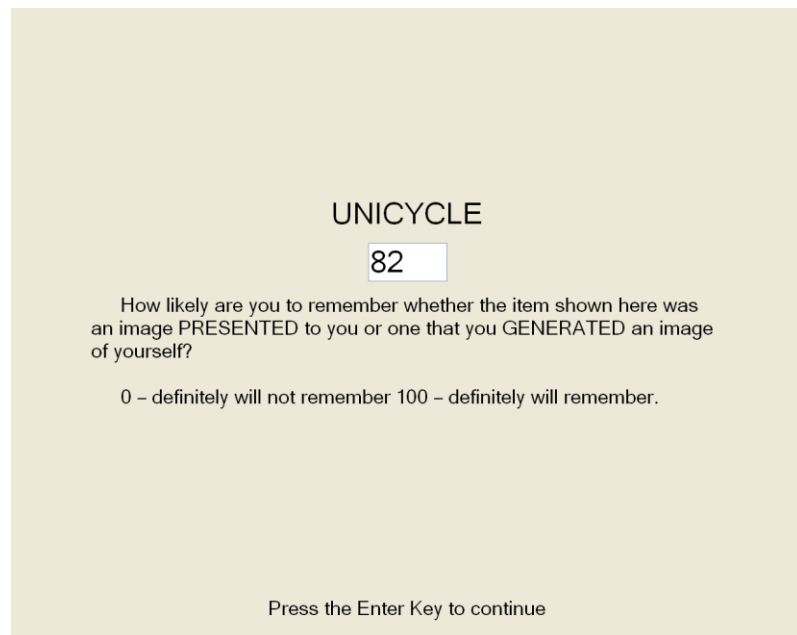 UNICYCLE
82
How likely are you to remember whether the item shown here was
an image PRESENTED to you or one that you GENERATED an image
of yourself?
0 – definitely will not remember 100 – definitely will remember.
Press the Enter Key to continue